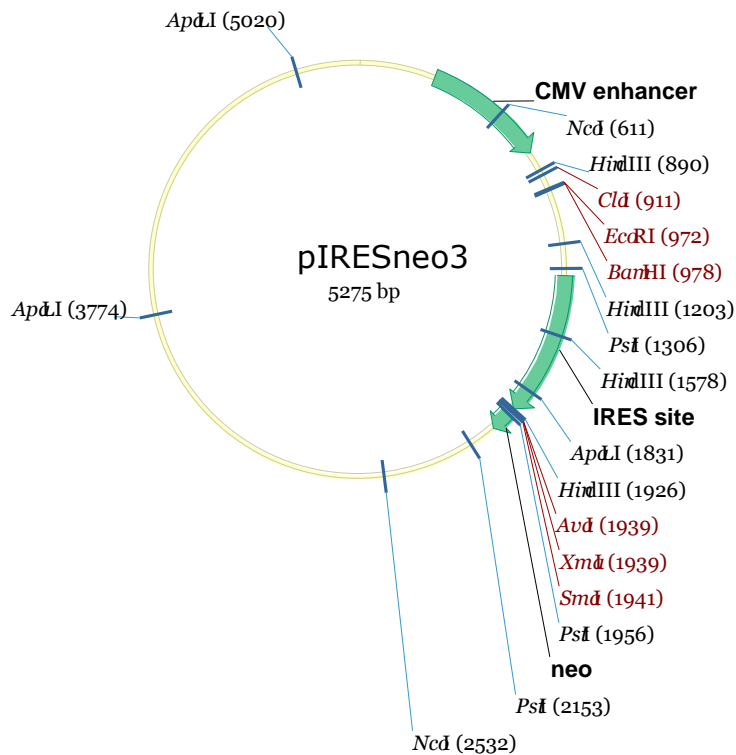 ApaLI (5020)
CMV enhancer
NcoI (611)
HindIII (890)
ClaI (911)
EcoRI (972)
BamHI (978)
pIRESneo3
5275 bp
ApaLI (3774)
HindIII (1203)
PstI (1306)
HindIII (1578)
IRES site
ApaLI (1831)
HindIII (1926)
AvaI (1939)
XmaI (1939)
SmaI (1941)
PstI (1956)
neo
PstI (2153)
NcoI (2532)